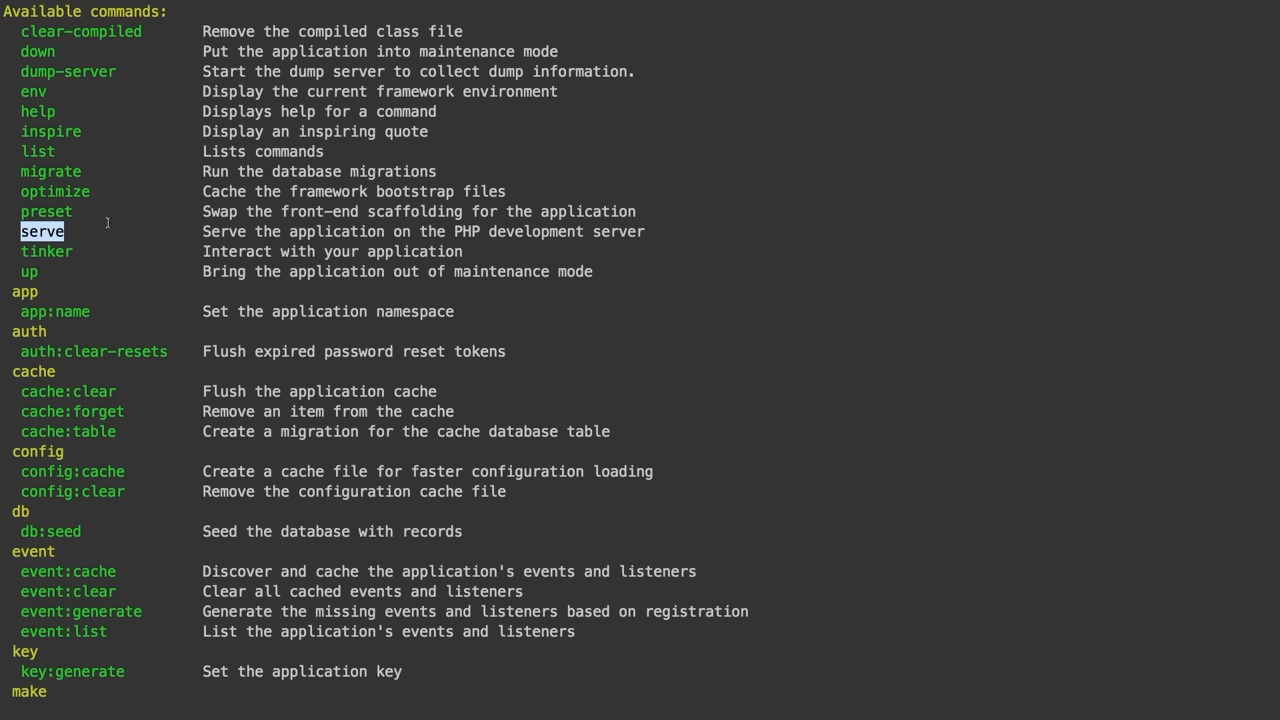 Available commands:
clear-compiled Remove the compiled class file
down Put the application into maintenance mode
dump-server Start the dump server to collect dump information.
env Display the current framework environment
help Displays help for a command
inspire Display an inspiring quote
list Lists commands
migrate Run the database migrations
optimize Cache the framework bootstrap files
preset Swap the front-end scaffolding for the application
serve Serve the application on the PHP development server
tinker Interact with your application
up Bring the application out of maintenance mode
app
app:name Set the application namespace
auth
auth:clear-resets Flush expired password reset tokens
cache
cache:clear Flush the application cache
cache:forget Remove an item from the cache
cache:table Create a migration for the cache database table
config
config:cache Create a cache file for faster configuration loading
config:clear Remove the configuration cache file
db
db:seed Seed the database with records
event
event:cache Discover and cache the application's events and listeners
event:clear Clear all cached events and listeners
event:generate Generate the missing events and listeners based on registration
event:list List the application's events and listeners
key
key:generate Set the application key
make